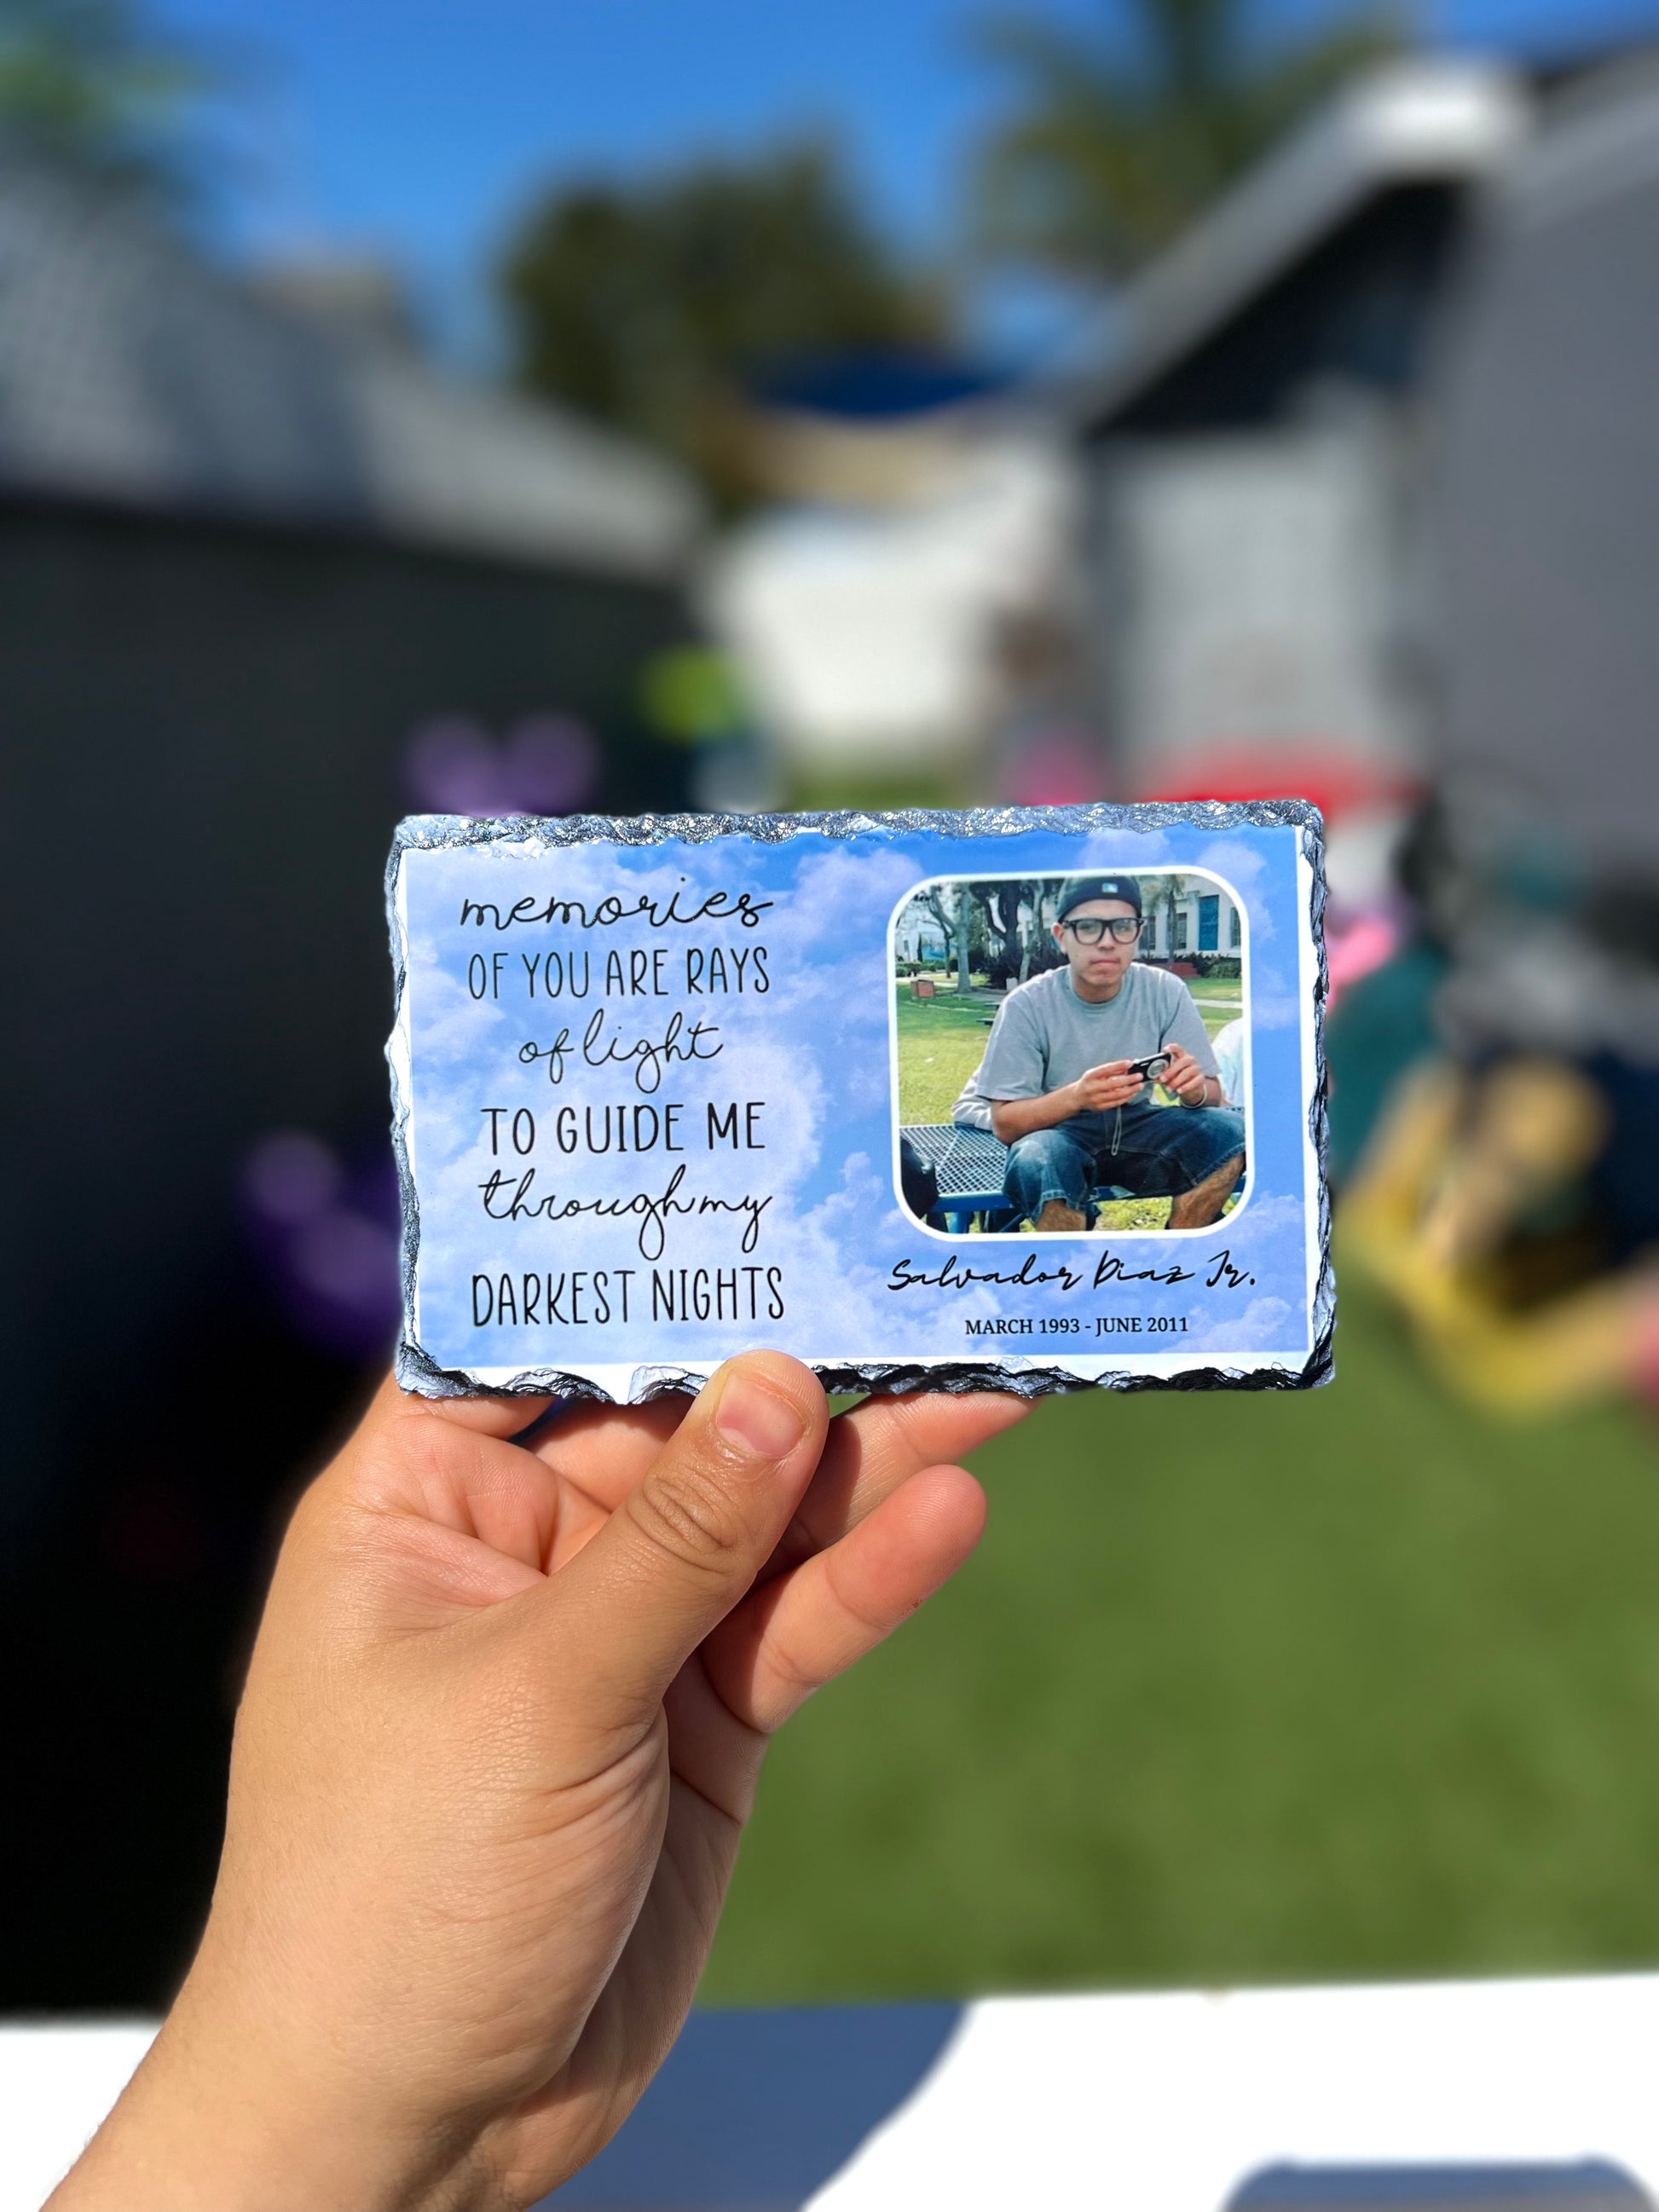 memories
OF YOU ARE RAYS
of light
TO GUIDE ME
through my
DARKEST NIGHTS
Salvador Diaz Jr.
MARCH 1993 - JUNE 2011